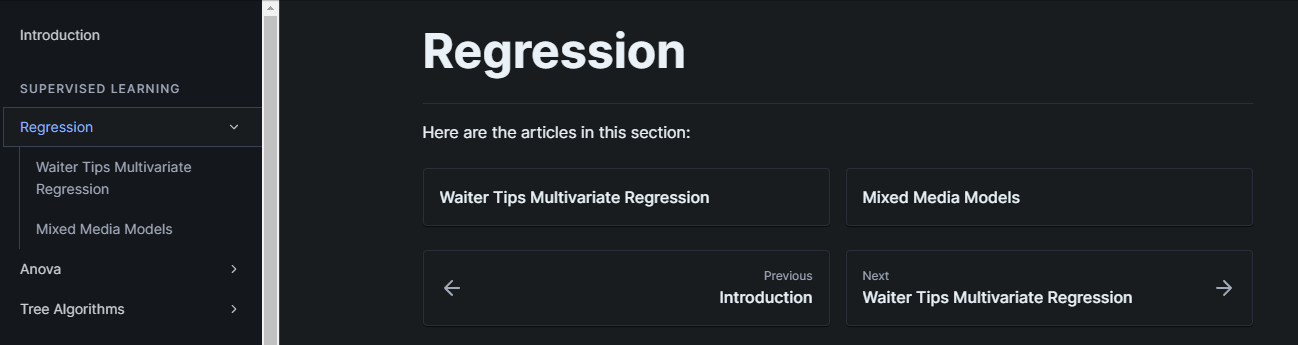 Introduction
SUPERVISED LEARNING
Regression
Waiter Tips Multivariate
Regression
Mixed Media Models
Anova
Tree Algorithms
Regression
Here are the articles in this section:
Waiter Tips Multivariate Regression
Mixed Media Models
Previous
Introduction
Next
Waiter Tips Multivariate Regression